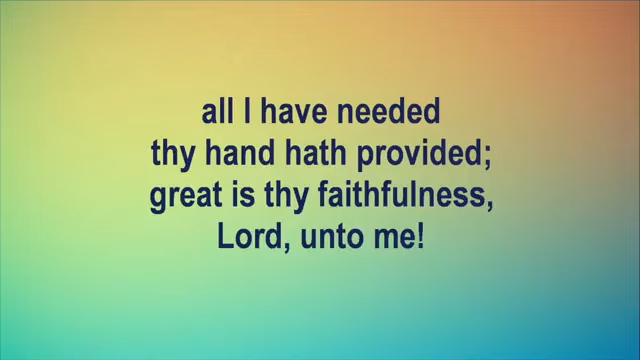 all I have needed
thy hand hath provided;
great is thy faithfulness,
Lord, unto me!